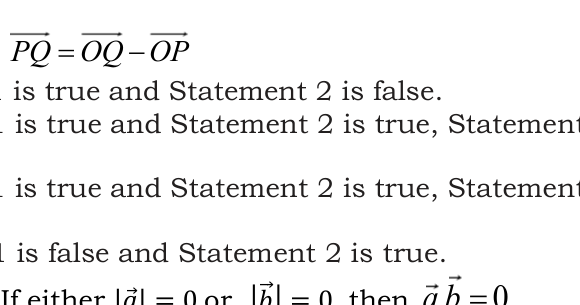 PQ⃗ = OQ⃗ − OP⃗
is true and Statement 2 is false.
is true and Statement 2 is true, Statement
is true and Statement 2 is true, Statement
is false and Statement 2 is true.
If either |a⃗| = 0 or |b⃗| = 0, then a⃗ b⃗ = 0